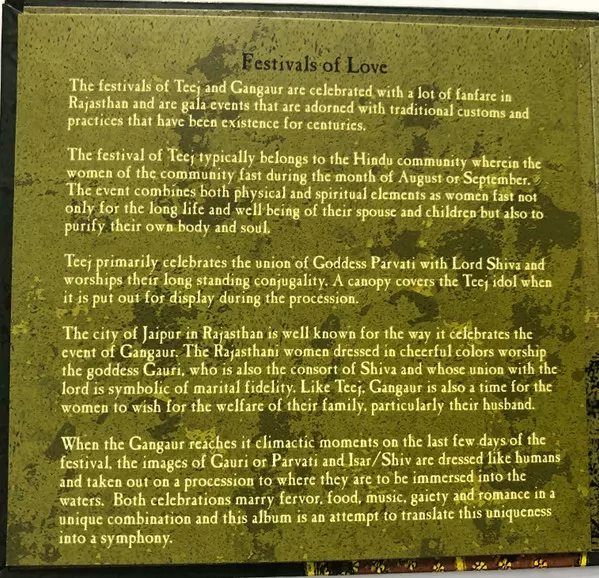 Festivals of Love
The festivals of Teej and Gangaur are celebrated with a lot of fanfare in
Rajasthan and are gala events that are adorned with traditional customs and
practices that have been existence for centuries.
The festival of Teej typically belongs to the Hindu community wherein the
women of the community fast during the month of August or September.
The event combines both physical and spiritual elements as women fast not
only for the long life and well being of their spouse and children but also to
purify their own body and soul.
Teej primarily celebrates the union of Goddess Parvati with Lord Shiva and
worships their long standing conjugality. A canopy covers the Teej idol when
it is put out for display during the procession.
The city of Jaipur in Rajasthan is well known for the way it celebrates the
event of Gangaur. The Rajasthani women dressed in cheerful colors worship
the goddess Gauri, who is also the consort of Shiva and whose union with the
lord is symbolic of marital fidelity. Like Teej, Gangaur is also a time for the
women to wish for the welfare of their family, particularly their husband.
When the Gangaur reaches it climactic moments on the last few days of the
festival, the images of Gauri or Parvati and Isar/Shiv are dressed like humans
and taken out on a procession to where they are to be immersed into the
waters. Both celebrations marry fervor, food, music, gaiety and romance in a
unique combination and this album is an attempt to translate this uniqueness
into a symphony.